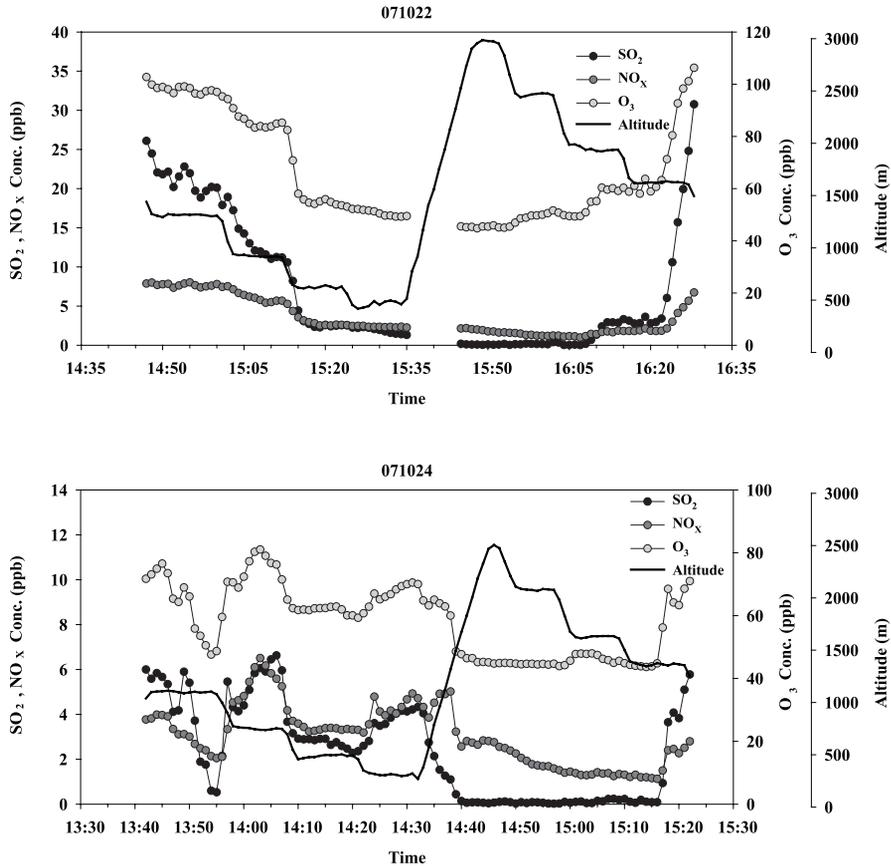 071022
40
35
30
25
20
15
10
5
0
SO2 , NOX Conc. (ppb)
SO2
NOX
O3
Altitude
120
100
80
60
40
20
0
O3 Conc. (ppb)
3000
2500
2000
1500
1000
500
0
Altitude (m)
14:35 14:50 15:05 15:20 15:35 15:50 16:05 16:20 16:35
Time
071024
14
12
10
8
6
4
2
0
SO2 , NOX Conc. (ppb)
SO2
NOX
O3
Altitude
100
80
60
40
20
0
O3 Conc. (ppb)
3000
2500
2000
1500
1000
500
0
Altitude (m)
13:30 13:40 13:50 14:00 14:10 14:20 14:30 14:40 14:50 15:00 15:10 15:20 15:30
Time